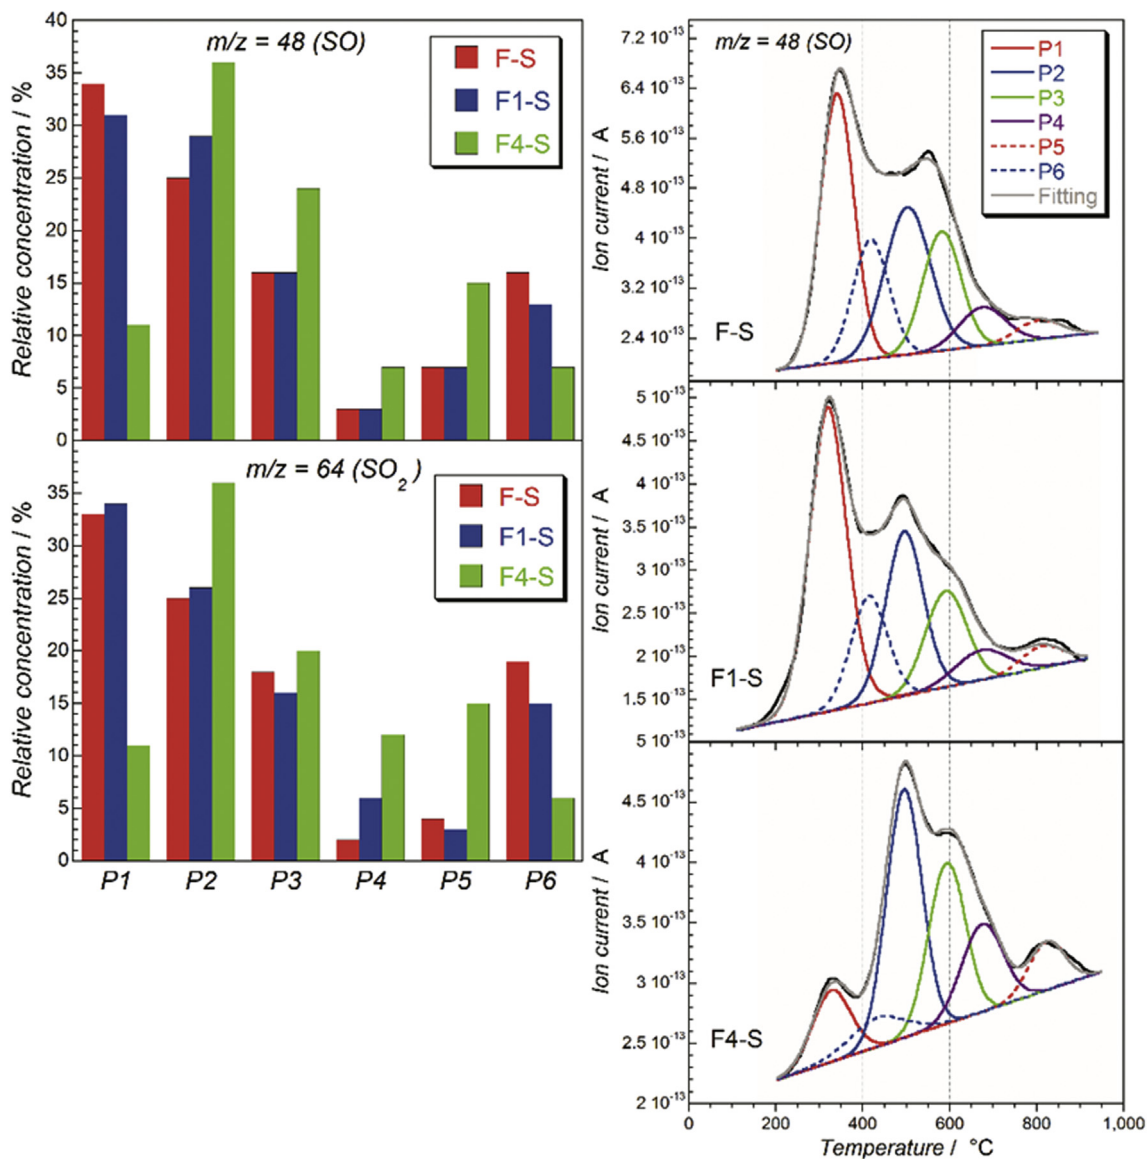 m/z = 48 (SO)
F-S
F1-S
F4-S
40
35
30
25
20
15
10
5
0
Relative concentration / %
m/z = 64 (SO2)
F-S
F1-S
F4-S
35
30
25
20
15
10
5
0
Relative concentration / %
P1 P2 P3 P4 P5 P6
m/z = 48 (SO)
P1
P2
P3
P4
P5
P6
Fitting
7.2 10-13
6.4 10-13
5.6 10-13
4.8 10-13
4 10-13
3.2 10-13
2.4 10-13
Ion current / A
F-S
5 10-13
4.5 10-13
4 10-13
3.5 10-13
3 10-13
2.5 10-13
2 10-13
1.5 10-13
5 10-13
Ion current / A
F1-S
4.5 10-13
4 10-13
3.5 10-13
3 10-13
2.5 10-13
2 10-13
Ion current / A
F4-S
0 200 400 600 800 1,000
Temperature / °C